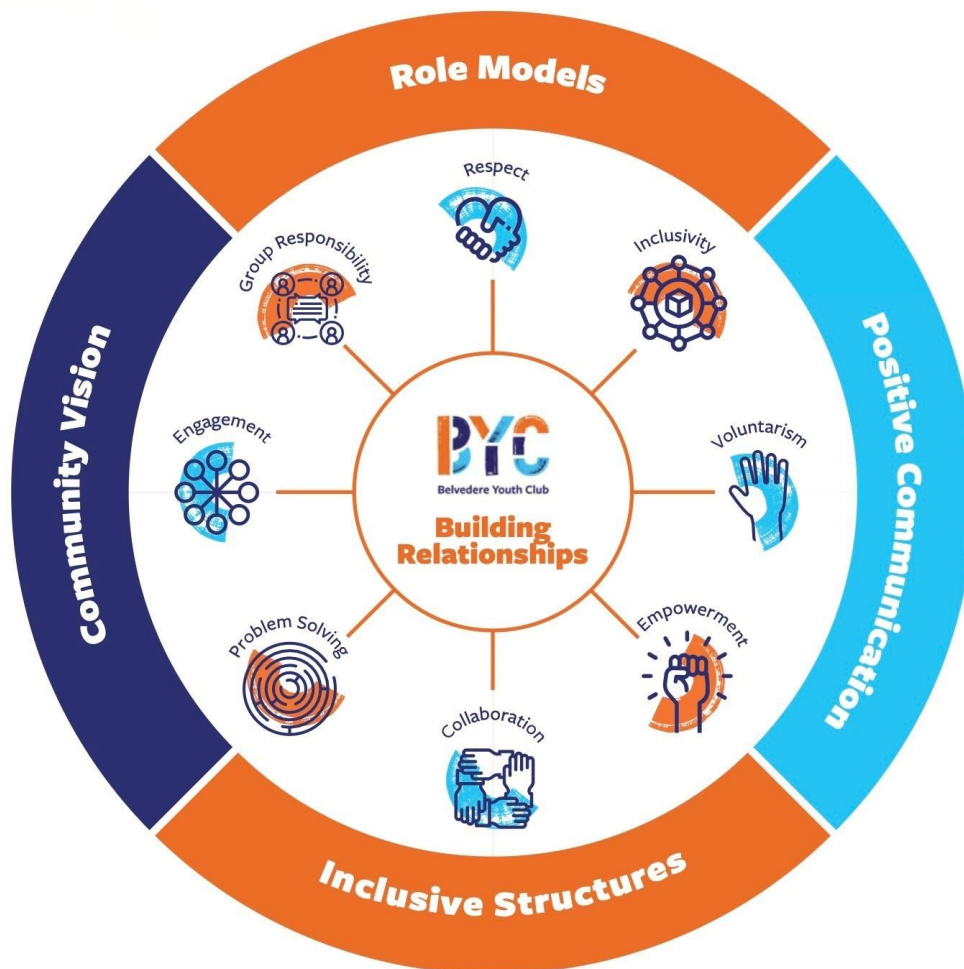 Role Models
Respect
Inclusivity
Group Responsibility
Positive Communication
Community Vision
Engagement
Voluntarism
BYC
Belvedere Youth Club
Building
Relationships
Problem Solving
Empowerment
Collaboration
Inclusive Structures